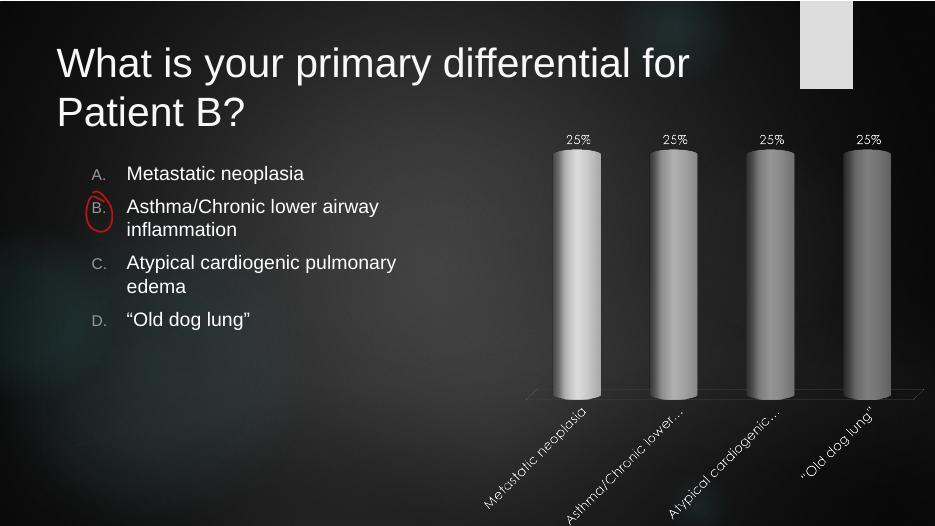 What is your primary differential for
Patient B?
A. Metastatic neoplasia
B. Asthma/Chronic lower airway
inflammation
C. Atypical cardiogenic pulmonary
edema
D. “Old dog lung”
25% 25% 25% 25%
Metastatic neoplasia
Asthma/Chronic lower...
Atypical cardiogenic...
“Old dog lung”